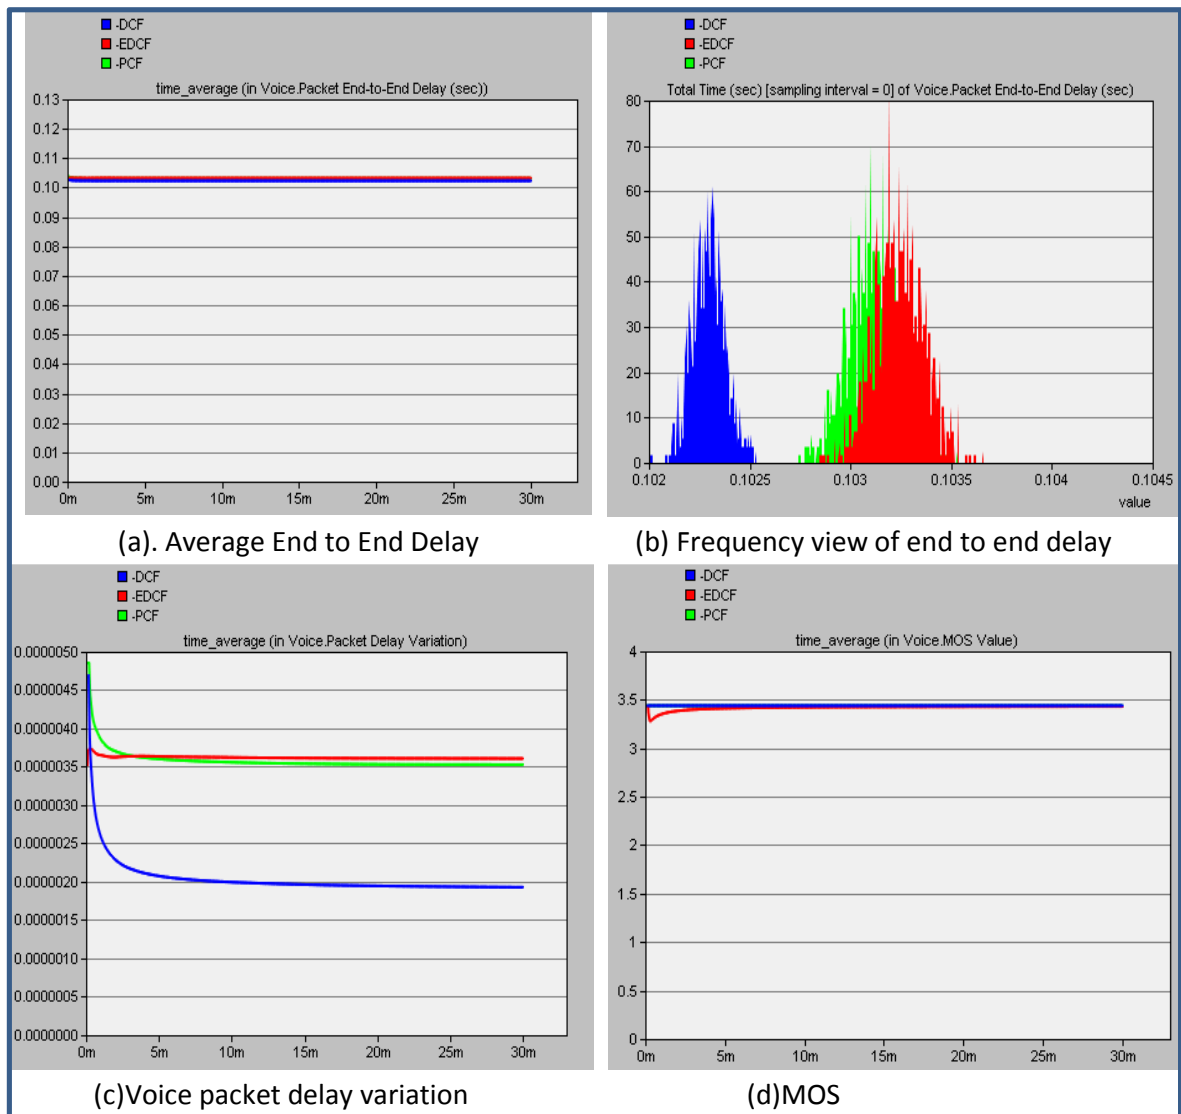 -DCF
-EDCF
-PCF
time_average (in Voice.Packet End-to-End Delay (sec))
0.13
0.12
0.11
0.10
0.09
0.08
0.07
0.06
0.05
0.04
0.03
0.02
0.01
0.00
0m 5m 10m 15m 20m 25m 30m
(a). Average End to End Delay
-DCF
-EDCF
-PCF
Total Time (sec) [sampling interval = 0] of Voice.Packet End-to-End Delay (sec)
80
70
60
50
40
30
20
10
0
0.102 0.1025 0.103 0.1035 0.104 0.1045
value
(b) Frequency view of end to end delay
-DCF
-EDCF
-PCF
time_average (in Voice.Packet Delay Variation)
0.0000050
0.0000045
0.0000040
0.0000035
0.0000030
0.0000025
0.0000020
0.0000015
0.0000010
0.0000005
0.0000000
0m 5m 10m 15m 20m 25m 30m
(c)Voice packet delay variation
-DCF
-EDCF
-PCF
time_average (in Voice.MOS Value)
4
3.5
3
2.5
2
1.5
1
0.5
0
0m 5m 10m 15m 20m 25m 30m
(d)MOS